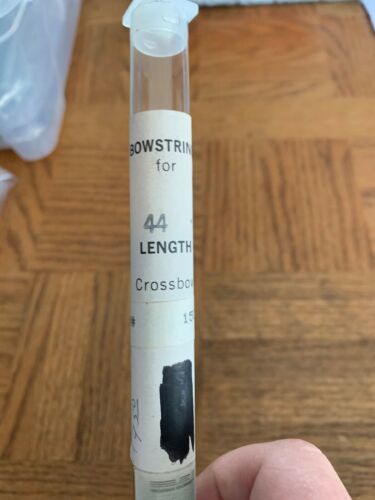 BOWSTRIN
for
44
LENGTH
Crossbow
# 15